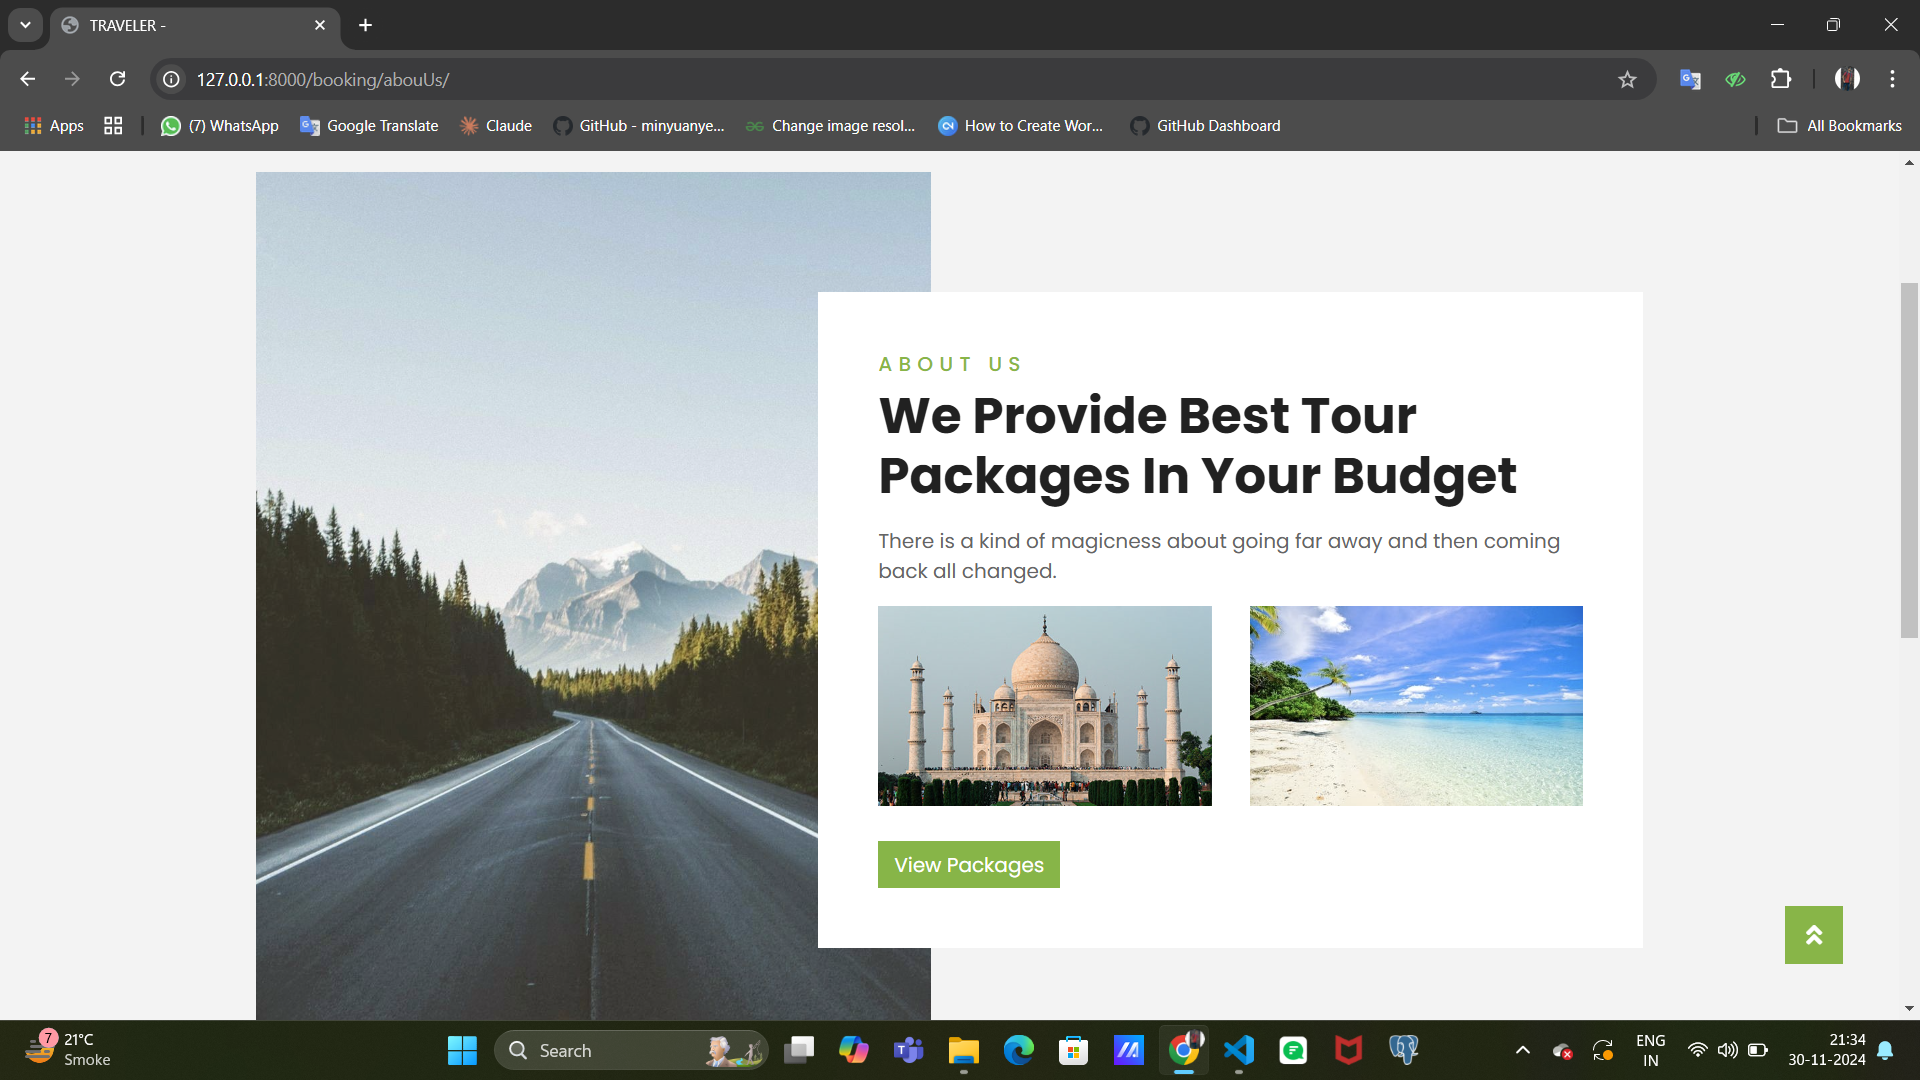 TRAVELER -
127.0.0.1:8000/booking/abouUs/
Apps
(7) WhatsApp
Google Translate
Claude
GitHub - minyuanye...
Change image resol...
How to Create Wor...
GitHub Dashboard
All Bookmarks
ABOUT US
We Provide Best Tour
Packages In Your Budget
There is a kind of magicness about going far away and then coming
back all changed.
View Packages
7
21°C
Smoke
Search
ENG
IN
21:34
30-11-2024